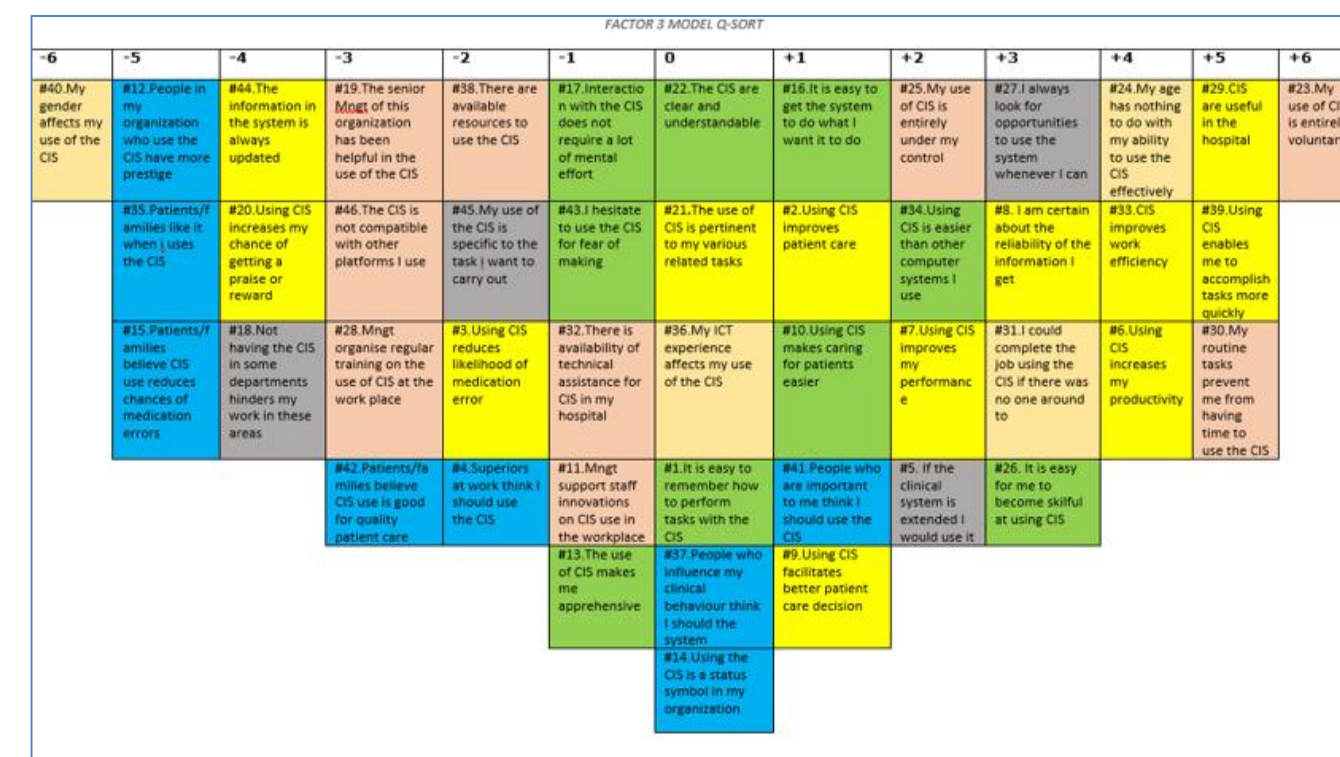 FACTOR 3 MODEL Q-SORT
-6
-5
-4
-3
-2
-1
0
+1
+2
+3
+4
+5
+6
#40.My
gender
affects my
use of the
CIS
#12.People in
my
organization
who use the
CIS have more
prestige
#44.The
information in
the system is
always
updated
#19.The senior
Mngt of this
organization
has been
helpful in the
use of the CIS
#38.There are
available
resources to
use the CIS
#17.Interactio
n with the CIS
does not
require a lot
of mental
effort
#22.The CIS are
clear and
understandable
#16.It is easy to
get the system
to do what I
want it to do
#25.My use
of CIS is
entirely
under my
control
#27.I always
look for
opportunities
to use the
system
whenever I can
#24.My age
has nothing
to do with
my ability
to use the
CIS
effectively
#29.CIS
are useful
in the
hospital
#23.My
use of CI
is entirel
voluntar
#35.Patients/f
amilies like it
when i uses
the CIS
#20.Using CIS
increases my
chance of
getting a
praise or
reward
#46.The CIS is
not compatible
with other
platforms I use
#45.My use of
the CIS is
specific to the
task i want to
carry out
#43.I hesitate
to use the CIS
for fear of
making
#21.The use of
CIS is pertinent
to my various
related tasks
#2.Using CIS
improves
patient care
#34.Using
CIS is easier
than other
computer
systems I
use
#8. I am certain
about the
reliability of the
information I
get
#33.CIS
improves
work
efficiency
#39.Using
CIS
enables
me to
accomplish
tasks more
quickly
#15.Patients/f
amilies
believe CIS
use reduces
chances of
medication
errors
#18.Not
having the CIS
in some
departments
hinders my
work in these
areas
#28.Mngt
organise regular
training on the
use of CIS at the
work place
#3.Using CIS
reduces
likelihood of
medication
error
#32.There is
availability of
technical
assistance for
CIS in my
hospital
#36.My ICT
experience
affects my use
of the CIS
#10.Using CIS
makes caring
for patients
easier
#7.Using CIS
improves
my
performanc
e
#31.I could
complete the
job using the
CIS if there was
no one around
to
#6.Using
CIS
increases
my
productivity
#30.My
routine
tasks
prevent
me from
having
time to
use the CIS
#42.Patients/fa
milies believe
CIS use is good
for quality
patient care
#4.Superiors
at work think I
should use
the CIS
#11.Mngt
support staff
innovations
on CIS use in
the workplace
#1.It is easy to
remember how
to perform
tasks with the
CIS
#41.People who
are important
to me think I
should use the
CIS
#5. If the
clinical
system is
extended I
would use it
#26. It is easy
for me to
become skilful
at using CIS
#13.The use
of CIS makes
me
apprehensive
#37.People who
influence my
clinical
behaviour think
I should the
system
#9.Using CIS
facilitates
better patient
care decision
#14.Using the
CIS is a status
symbol in my
organization